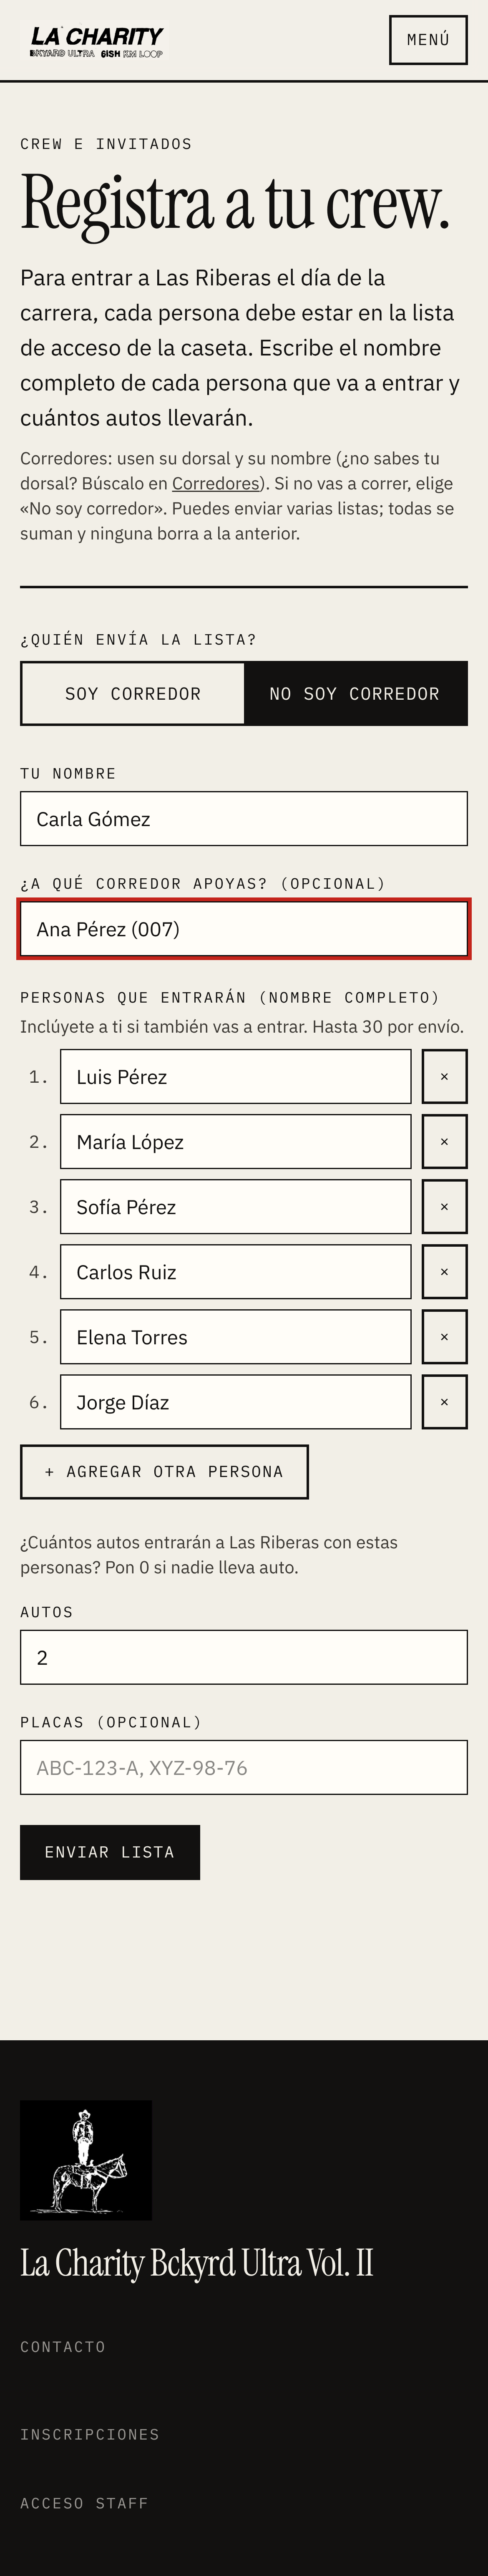 LA CHARITY
BKYARD ULTRA 6ISH KM LOOP
MENÚ
CREW E INVITADOS
Registra a tu crew.
Para entrar a Las Riberas el día de la
carrera, cada persona debe estar en la lista
de acceso de la caseta. Escribe el nombre
completo de cada persona que va a entrar y
cuántos autos llevarán.
Corredores: usen su dorsal y su nombre (¿no sabes tu
dorsal? Búscalo en Corredores). Si no vas a correr, elige
«No soy corredor». Puedes enviar varias listas; todas se
suman y ninguna borra a la anterior.
¿QUIÉN ENVÍA LA LISTA?
SOY CORREDOR
NO SOY CORREDOR
TU NOMBRE
Carla Gómez
¿A QUÉ CORREDOR APOYAS? (OPCIONAL)
Ana Pérez (007)
PERSONAS QUE ENTRARÁN (NOMBRE COMPLETO)
Inclúyete a ti si también vas a entrar. Hasta 30 por envío.
1. Luis Pérez ×
2. María López ×
3. Sofía Pérez ×
4. Carlos Ruiz ×
5. Elena Torres ×
6. Jorge Díaz ×
+ AGREGAR OTRA PERSONA
¿Cuántos autos entrarán a Las Riberas con estas
personas? Pon 0 si nadie lleva auto.
AUTOS
2
PLACAS (OPCIONAL)
ABC-123-A, XYZ-98-76
ENVIAR LISTA
La Charity Bckyrd Ultra Vol. II
CONTACTO
INSCRIPCIONES
ACCESO STAFF